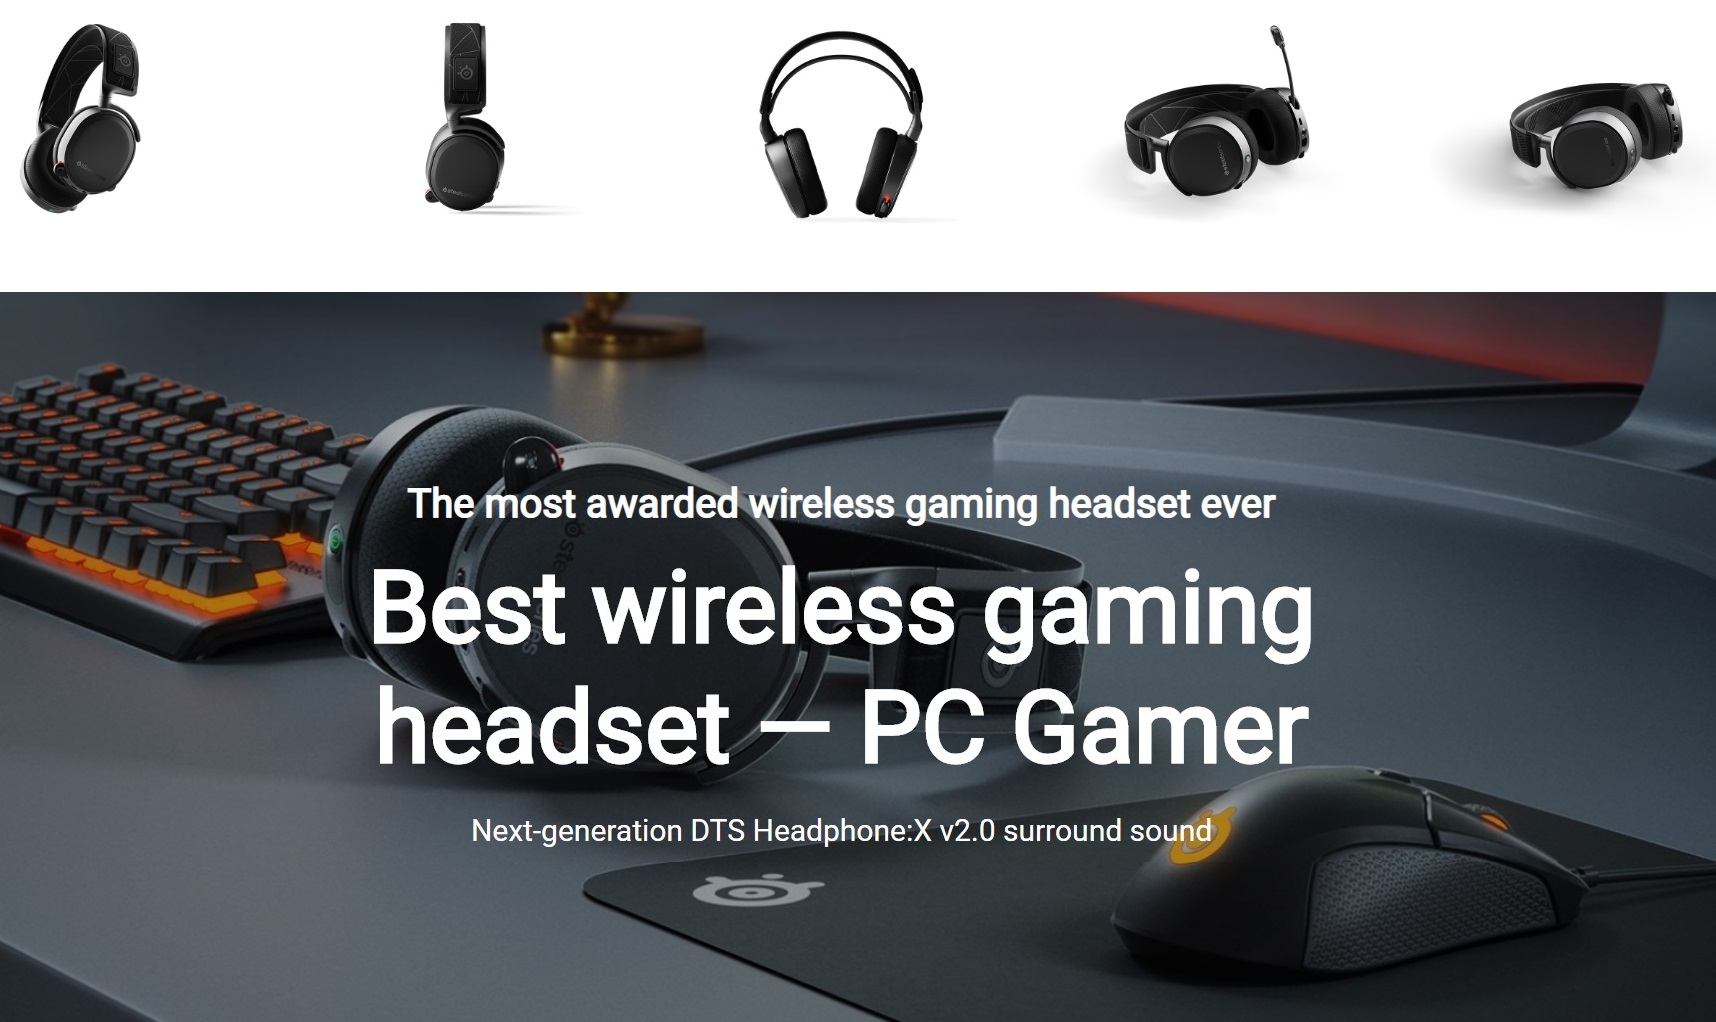 The most awarded wireless gaming headset ever
Best wireless gaming
headset — PC Gamer
Next-generation DTS Headphone:X v2.0 surround sound